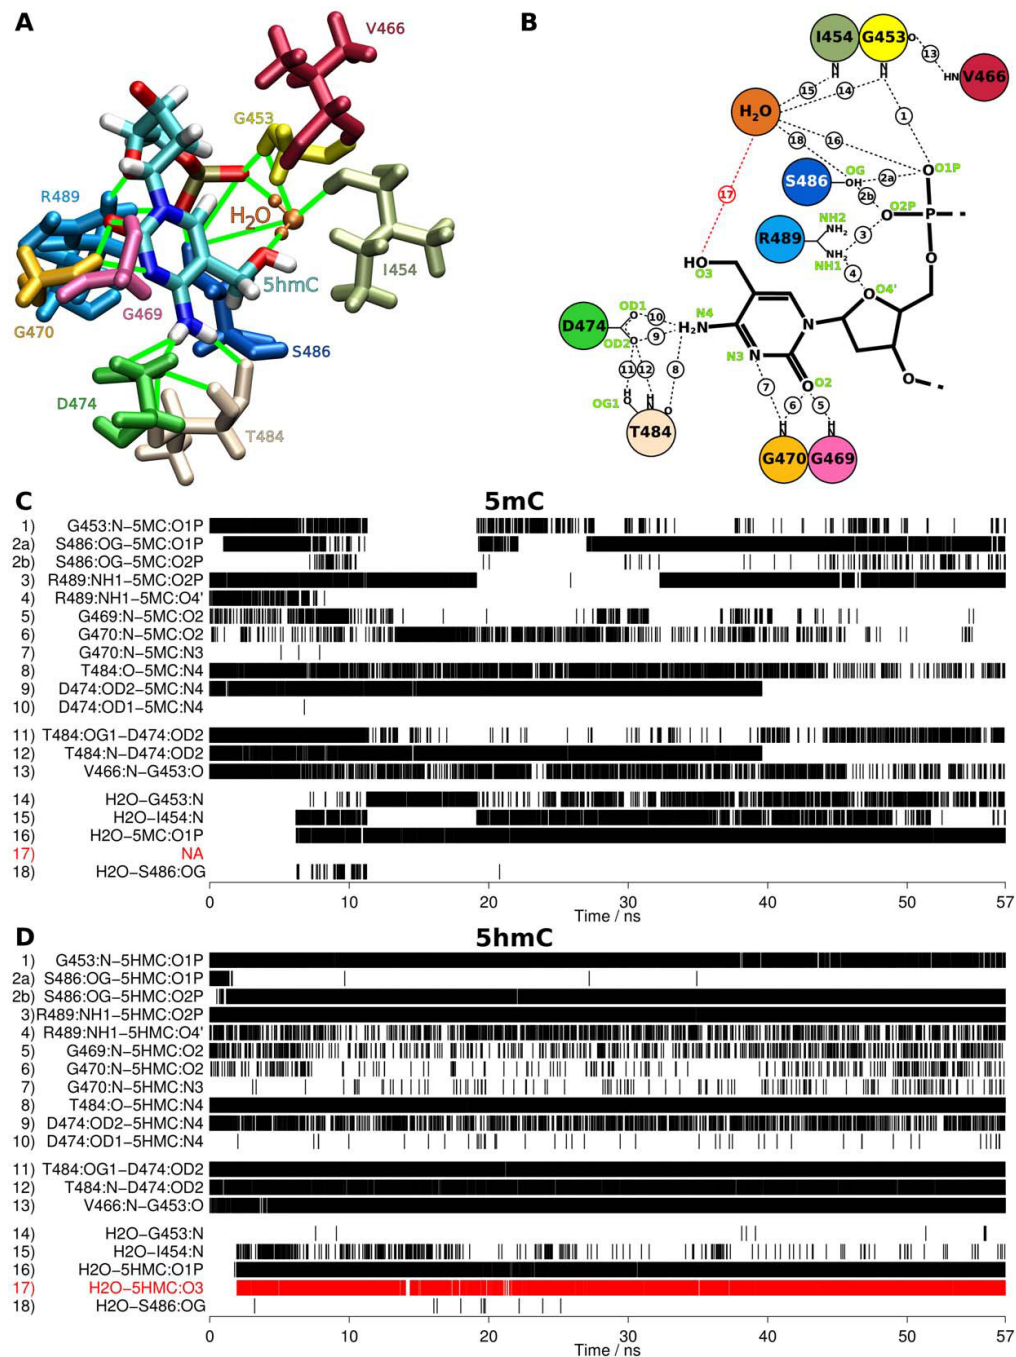 A
V466
G453
R489
H2O
I454
5hmC
G469
G470
S486
D474
T484
B
I454 G453 O
13
HN V466
N H
N H
15
14
H2O
1
18
16
OG
S486 OH 2a O O1P
2b
O2P
17
NH2
O P
R489 NH2 3
NH2
NH1 4 O
HO
O3
O O4'
OD1
D474 O 10 N4
O 9 H2N N
OD2
N3 N O
11 12 8
7 O O2
H O H N
OG1 O
6 5
T484
H N H N
G470 G469
C 5mC
1) G453:N−5MC:O1P
2a) S486:OG−5MC:O1P
2b) S486:OG−5MC:O2P
3) R489:NH1−5MC:O2P
4) R489:NH1−5MC:O4'
5) G469:N−5MC:O2
6) G470:N−5MC:O2
7) G470:N−5MC:N3
8) T484:O−5MC:N4
9) D474:OD2−5MC:N4
10) D474:OD1−5MC:N4
11) T484:OG1−D474:OD2
12) T484:N−D474:OD2
13) V466:N−G453:O
14) H2O−G453:N
15) H2O−I454:N
16) H2O−5MC:O1P
17) NA
18) H2O−S486:OG
0 10 20 30 40 50 57
Time / ns
D 5hmC
1) G453:N−5HMC:O1P
2a) S486:OG−5HMC:O1P
2b) S486:OG−5HMC:O2P
3) R489:NH1−5HMC:O2P
4) R489:NH1−5HMC:O4'
5) G469:N−5HMC:O2
6) G470:N−5HMC:O2
7) G470:N−5HMC:N3
8) T484:O−5HMC:N4
9) D474:OD2−5HMC:N4
10) D474:OD1−5HMC:N4
11) T484:OG1−D474:OD2
12) T484:N−D474:OD2
13) V466:N−G453:O
14) H2O−G453:N
15) H2O−I454:N
16) H2O−5HMC:O1P
17) H2O−5HMC:O3
18) H2O−S486:OG
0 10 20 30 40 50 57
Time / ns